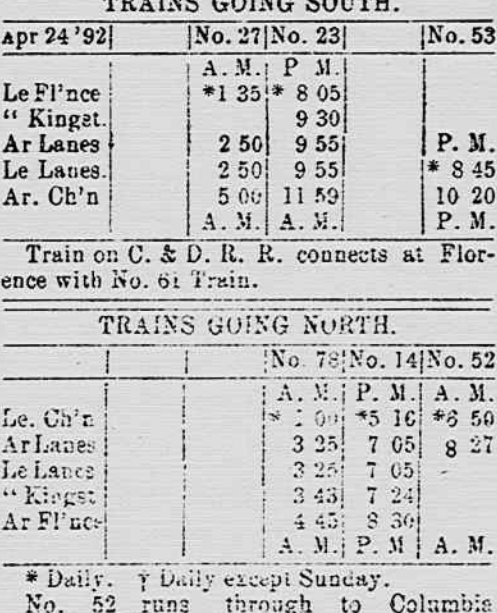 TRAINS GOING SOUTH.
Apr 24 '92 No. 27 No. 23 No. 53
A. M. P M.
Le Fl'nce *1 35 * 8 05
“ Kingst. 9 30
Ar Lanes 2 50 9 55 P. M.
Le Lanes. 2 50 9 55 * 8 45
Ar. Ch'n 5 00 11 59 10 20
A. M. A. M. P. M.
Train on C. & D. R. R. connects at Flor-
ence with No. 61 Train.
TRAINS GOING NORTH.
No. 78 No. 14 No. 52
A. M. P. M. A. M.
Le. Ch'n * 00 *5 16 *6 50
Ar Lanes 3 25 7 05 8 27
Le Lanes 3 25 7 05
“ Kingst 3 43 7 24
Ar Fl'nce 4 45 8 30
A. M. P. M A. M.
* Daily. † Daily except Sunday.
No. 52 runs through to Columbia